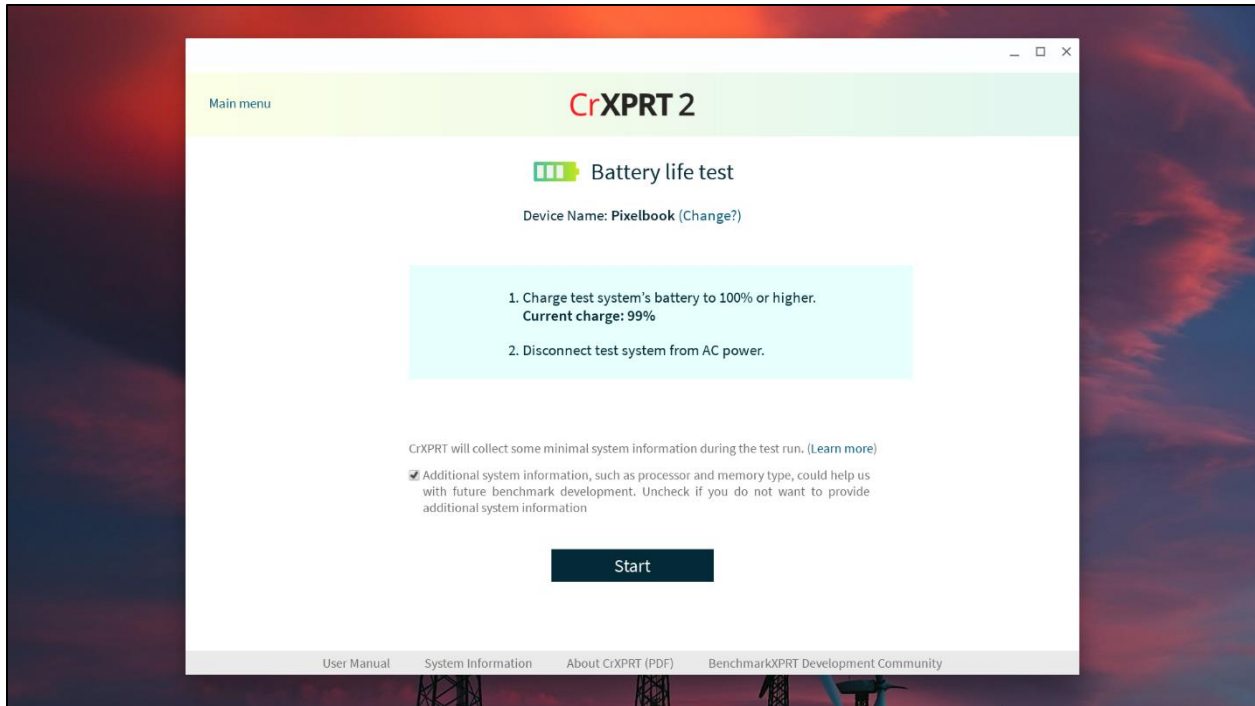 Main menu
CrXPRT 2
Battery life test
Device Name: Pixelbook (Change?)
1. Charge test system's battery to 100% or higher.
Current charge: 99%
2. Disconnect test system from AC power.
CrXPRT will collect some minimal system information during the test run. (Learn more)
Additional system information, such as processor and memory type, could help us
with future benchmark development. Uncheck if you do not want to provide
additional system information
Start
User Manual System Information About CrXPRT (PDF) BenchmarkXPRT Development Community